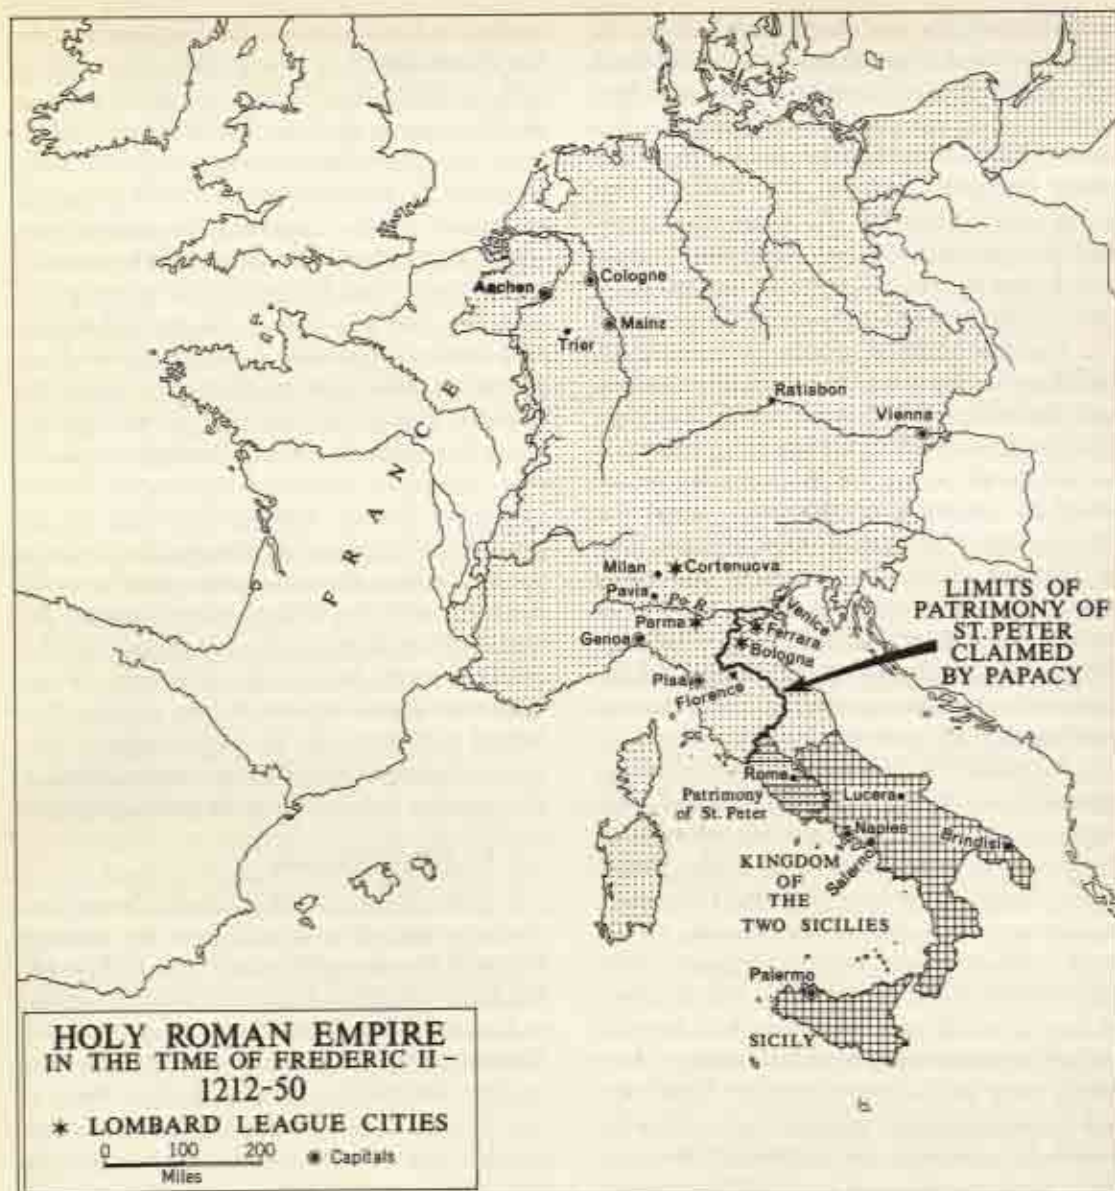 Aachen
Cologne
Mainz
Trier
Ratisbon
Vienna
FRANCE
Milan
Cortenuova
Pavia
Po R.
Parma
Venice
Ferrara
Genoa
Bologna
Pisa
Florence
LIMITS OF
PATRIMONY OF
ST. PETER
CLAIMED
BY PAPACY
Rome
Patrimony
of St. Peter
Lucera
Naples
Salerno
Brindisi
KINGDOM
OF
THE
TWO SICILIES
Palermo
SICILY
HOLY ROMAN EMPIRE
IN THE TIME OF FREDERIC II –
1212-50
* LOMBARD LEAGUE CITIES
0 100 200
Miles
Capitals